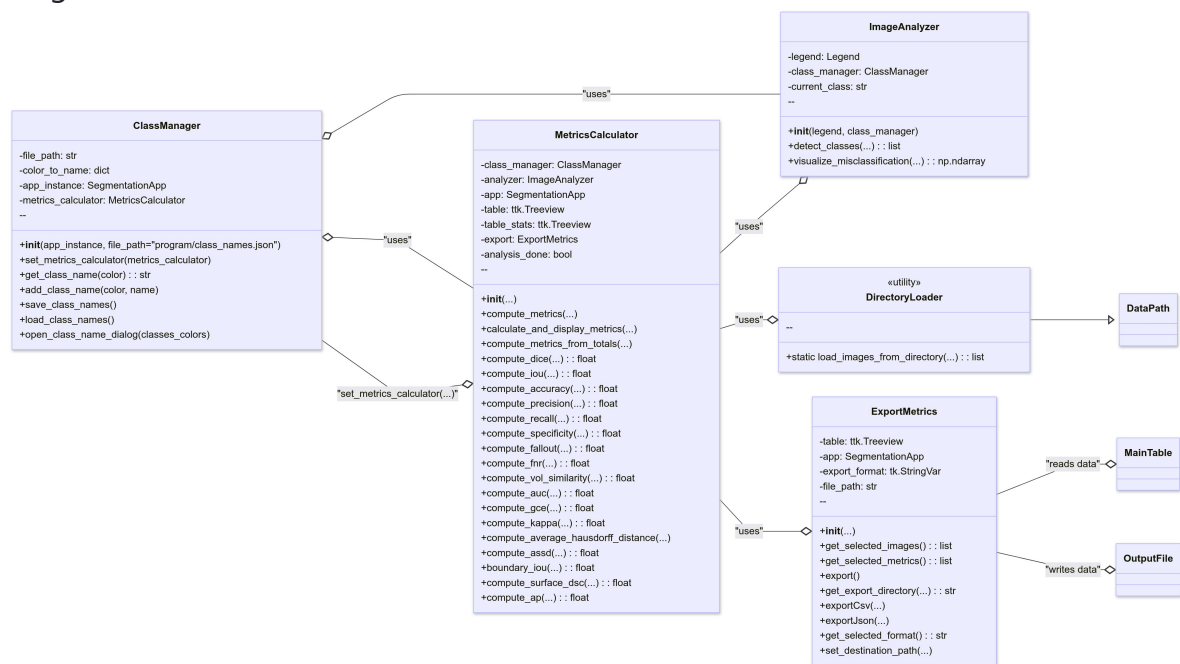 ClassManager
-file_path: str
-color_to_name: dict
-app_instance: SegmentationApp
-metrics_calculator: MetricsCalculator
--
+init(app_instance, file_path="program/class_names.json")
+set_metrics_calculator(metrics_calculator)
+get_class_name(color) : : str
+add_class_name(color, name)
+save_class_names()
+load_class_names()
+open_class_name_dialog(classes_colors)
"uses"
"uses"
"set_metrics_calculator(...)"
MetricsCalculator
-class_manager: ClassManager
-analyzer: ImageAnalyzer
-app: SegmentationApp
-table: ttk.Treeview
-table_stats: ttk.Treeview
-export: ExportMetrics
-analysis_done: bool
--
+init(...)
+compute_metrics(...)
+calculate_and_display_metrics(...)
+compute_metrics_from_totals(...)
+compute_dice(...) : : float
+compute_iou(...) : : float
+compute_accuracy(...) : : float
+compute_precision(...) : : float
+compute_recall(...) : : float
+compute_specificity(...) : : float
+compute_fallout(...) : : float
+compute_fnr(...) : : float
+compute_vol_similarity(...) : : float
+compute_auc(...) : : float
+compute_gce(...) : : float
+compute_kappa(...) : : float
+compute_average_hausdorff_distance(...)
+compute_assd(...) : : float
+boundary_iou(...) : : float
+compute_surface_dsc(...) : : float
+compute_ap(...) : : float
"uses"
"uses"
"uses"
ImageAnalyzer
-legend: Legend
-class_manager: ClassManager
-current_class: str
--
+init(legend, class_manager)
+detect_classes(...) : : list
+visualize_misclassification(...) : : np.ndarray
«utility»
DirectoryLoader
--
+static load_images_from_directory(...) : : list
DataPath
ExportMetrics
-table: ttk.Treeview
-app: SegmentationApp
-export_format: tk.StringVar
-file_path: str
--
+init(...)
+get_selected_images() : : list
+get_selected_metrics() : : list
+export()
+get_export_directory(...) : : str
+exportCsv(...)
+exportJson(...)
+get_selected_format() : : str
+set_destination_path(...)
"reads data"
MainTable
"writes data"
OutputFile